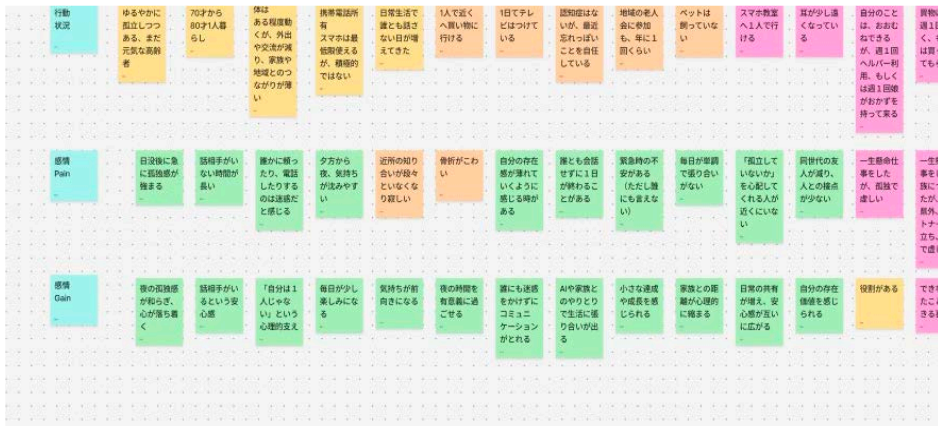 行動
状況
ゆるやかに
孤立しつつ
ある、まだ
元気な高齢
者
70才から
80才1人暮
らし
体は
ある程度動
くが、外出
や交流が減
り、家族や
地域とのつ
ながりが薄
い
携帯電話所
有
スマホは最
低限使える
が、積極的
ではない
日常生活で
誰とも話さ
ない日が増
えてきた
1人で近く
へ買い物に
行ける
1日でテレ
ビはつけて
いる
認知症はな
いが、最近
忘れっぽい
ことを自任
している
地域の老人
会に参加
も、年に1
回くらい
ペットは
飼っていな
い
スマホ教室
へ1人で行
ける
耳が少し遠
くなってい
る
自分のこと
は、おおむ
ねできる
が、週1回
ヘルパー利
用、もしく
は週1回娘
がおかずを
持って来る
感情
Pain
日没後に急
に孤独感が
強まる
話相手がい
ない時間が
長い
誰かに頼っ
たり、電話
したりする
のは迷惑だ
と感じる
夕方から
夜、気持ち
が沈みやす
い
近所の知り
合いが段々
といなくな
り寂しい
骨折がこわ
い
自分の存在
感が薄れて
いくように
感じる時が
ある
誰とも会話
せずに1日
が終わるこ
とがある
緊急時の不
安がある
（ただし誰
にも言えな
い）
毎日が単調
で張り合い
がない
「孤立して
いないか」
を心配して
くれる人が
近くにいな
い
同世代の友
人が減り、
人との接点
が少ない
一生懸命仕
事をした
が、孤独で
虚しい
感情
Gain
夜の孤独感
が和らぎ、
心が落ち着
く
話相手がい
るという安
心感
「自分は1
人じゃな
い」という
心理的支え
毎日が少し
楽しみにな
る
気持ちが前
向きになる
夜の時間を
有意義に過
ごせる
誰にも迷惑
をかけずに
コミュニ
ケーション
がとれる
AIや家族と
のやりとり
で生活に張
り合いが出
る
小さな達成
や成長を感
じられる
家族との距
離が心理的
に縮まる
日常の共有
が増え、安
心感が互い
に広がる
自分の存在
価値を感じ
られる
役割がある